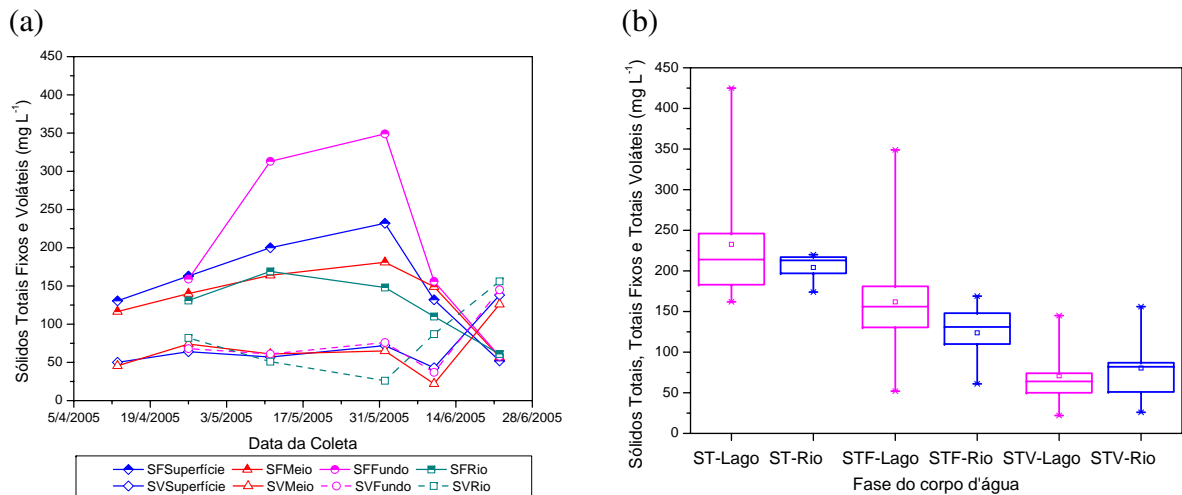 (a)
(b)
Sólidos Totais Fixos e Voláteis (mg L-1)
450
400
350
300
250
200
150
100
50
0
5/4/2005 19/4/2005 3/5/2005 17/5/2005 31/5/2005 14/6/2005 28/6/2005
Data da Coleta
SFSuperfície SFMeio SFFundo SFRio
SVSuperfície SVMeio SVFundo SVRio
Sólidos Totais, Totais Fixos e Totais Voláteis (mg L-1)
450
400
350
300
250
200
150
100
50
0
ST-Lago ST-Rio STF-Lago STF-Rio STV-Lago STV-Rio
Fase do corpo d'água